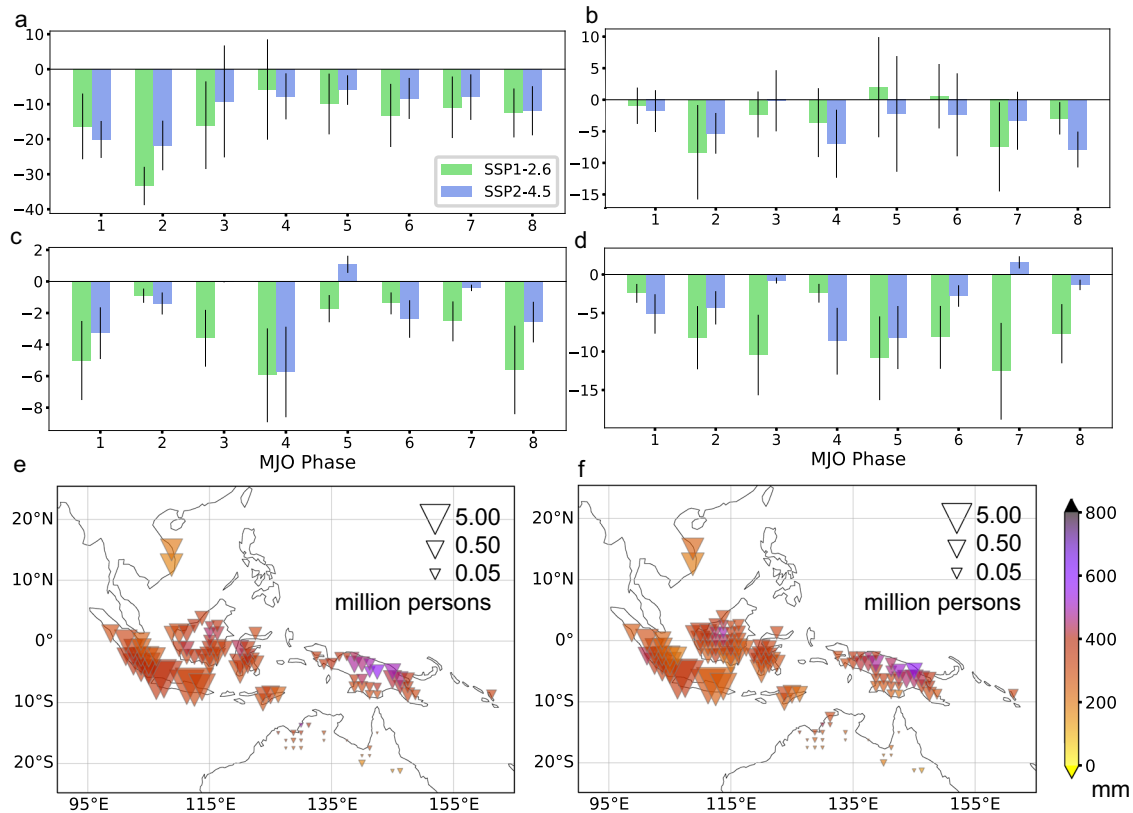 a
10
0
−10
−20
−30
−40
SSP1-2.6
SSP2-4.5
1 2 3 4 5 6 7 8
b
10
5
0
−5
−10
−15
1 2 3 4 5 6 7 8
c
2
0
−2
−4
−6
−8
1 2 3 4 5 6 7 8
MJO Phase
d
0
−5
−10
−15
1 2 3 4 5 6 7 8
MJO Phase
e
20°N
10°N
0°
10°S
20°S
5.00
0.50
0.05
million persons
95°E 115°E 135°E 155°E
f
5.00
0.50
0.05
million persons
20°N
10°N
0°
10°S
20°S
95°E 115°E 135°E 155°E
800
600
400
200
0
mm